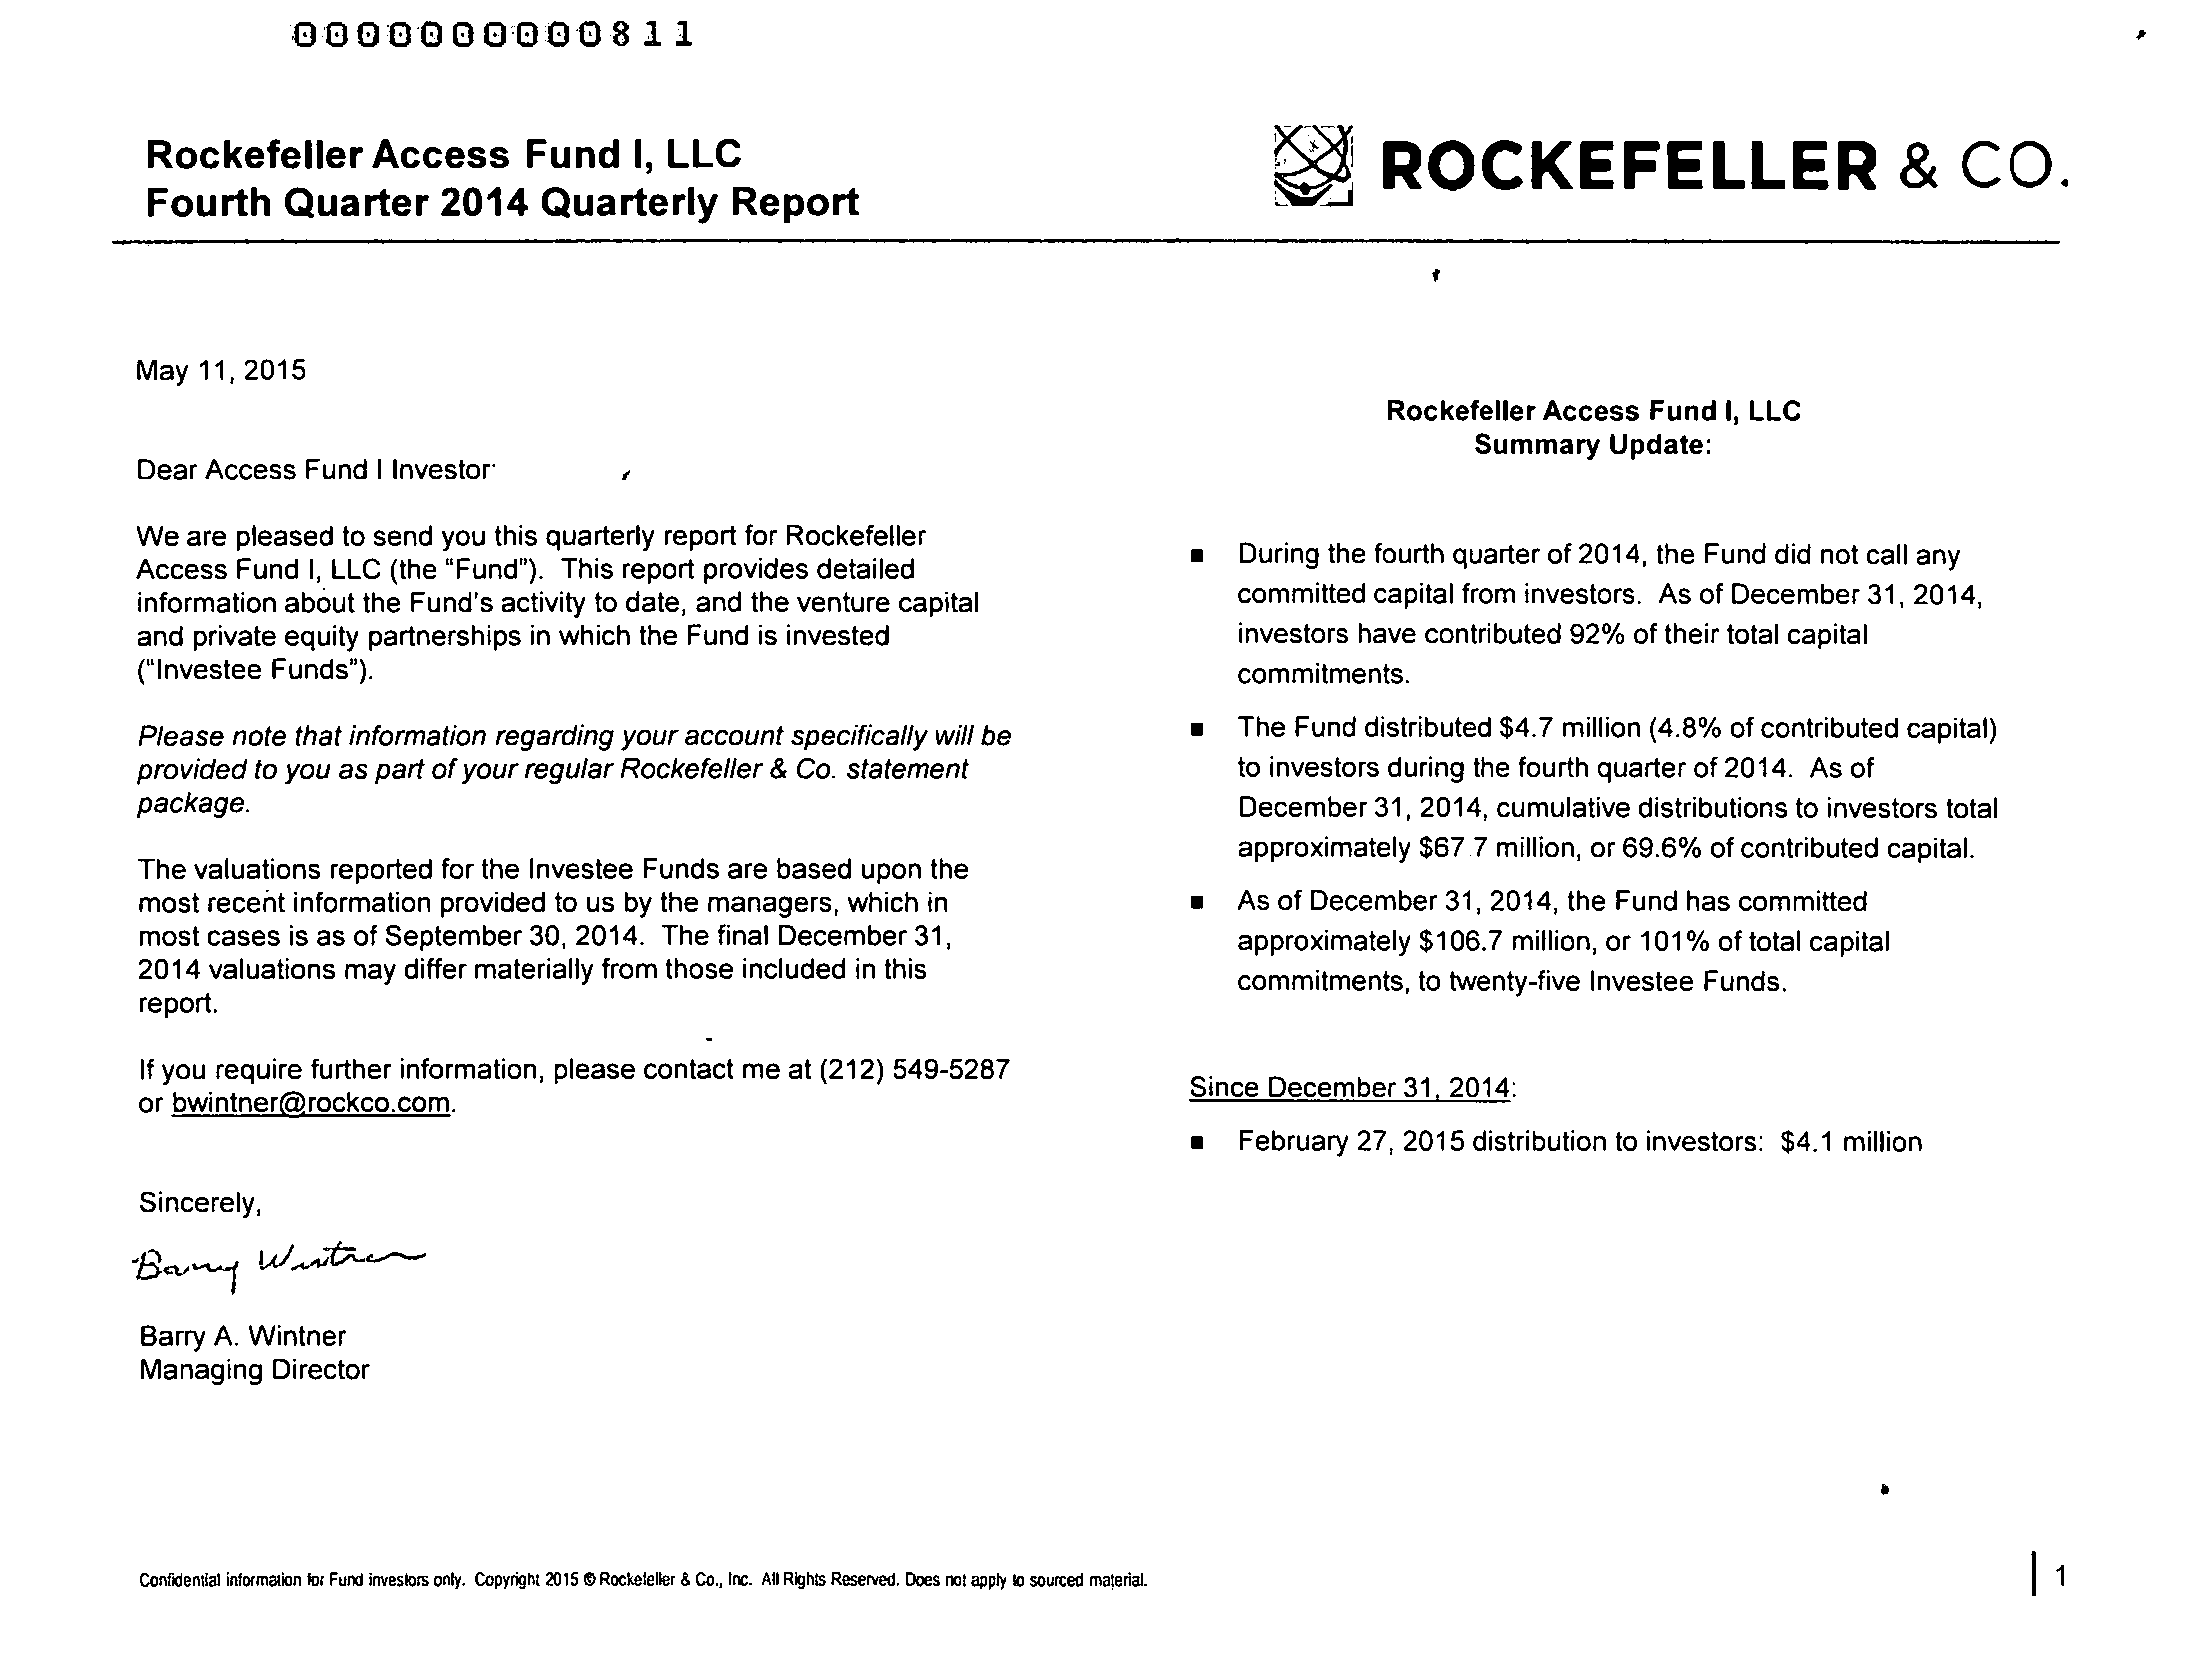 0000000000811
Rockefeller Access Fund I, LLC
Fourth Quarter 2014 Quarterly Report
ROCKEFELLER & CO.
May 11, 2015
Dear Access Fund I Investor
We are pleased to send you this quarterly report for Rockefeller
Access Fund I, LLC (the "Fund"). This report provides detailed
information about the Fund's activity to date, and the venture capital
and private equity partnerships in which the Fund is invested
("Investee Funds").
Please note that information regarding your account specifically will be
provided to you as part of your regular Rockefeller & Co. statement
package.
The valuations reported for the Investee Funds are based upon the
most recent information provided to us by the managers, which in
most cases is as of September 30, 2014. The final December 31,
2014 valuations may differ materially from those included in this
report.
If you require further information, please contact me at (212) 549-5287
or bwintner@rockco.com.
Sincerely,
Barry Wintner
Barry A. Wintner
Managing Director
Rockefeller Access Fund I, LLC
Summary Update:
■ During the fourth quarter of 2014, the Fund did not call any
committed capital from investors. As of December 31, 2014,
investors have contributed 92% of their total capital
commitments.
■ The Fund distributed $4.7 million (4.8% of contributed capital)
to investors during the fourth quarter of 2014. As of
December 31, 2014, cumulative distributions to investors total
approximately $67 7 million, or 69.6% of contributed capital.
■ As of December 31, 2014, the Fund has committed
approximately $106.7 million, or 101% of total capital
commitments, to twenty-five Investee Funds.
Since December 31, 2014:
■ February 27, 2015 distribution to investors: $4.1 million
Confidential information for Fund investors only. Copyright 2015 © Rockefeller & Co., Inc. All Rights Reserved. Does not apply to sourced material.
| 1